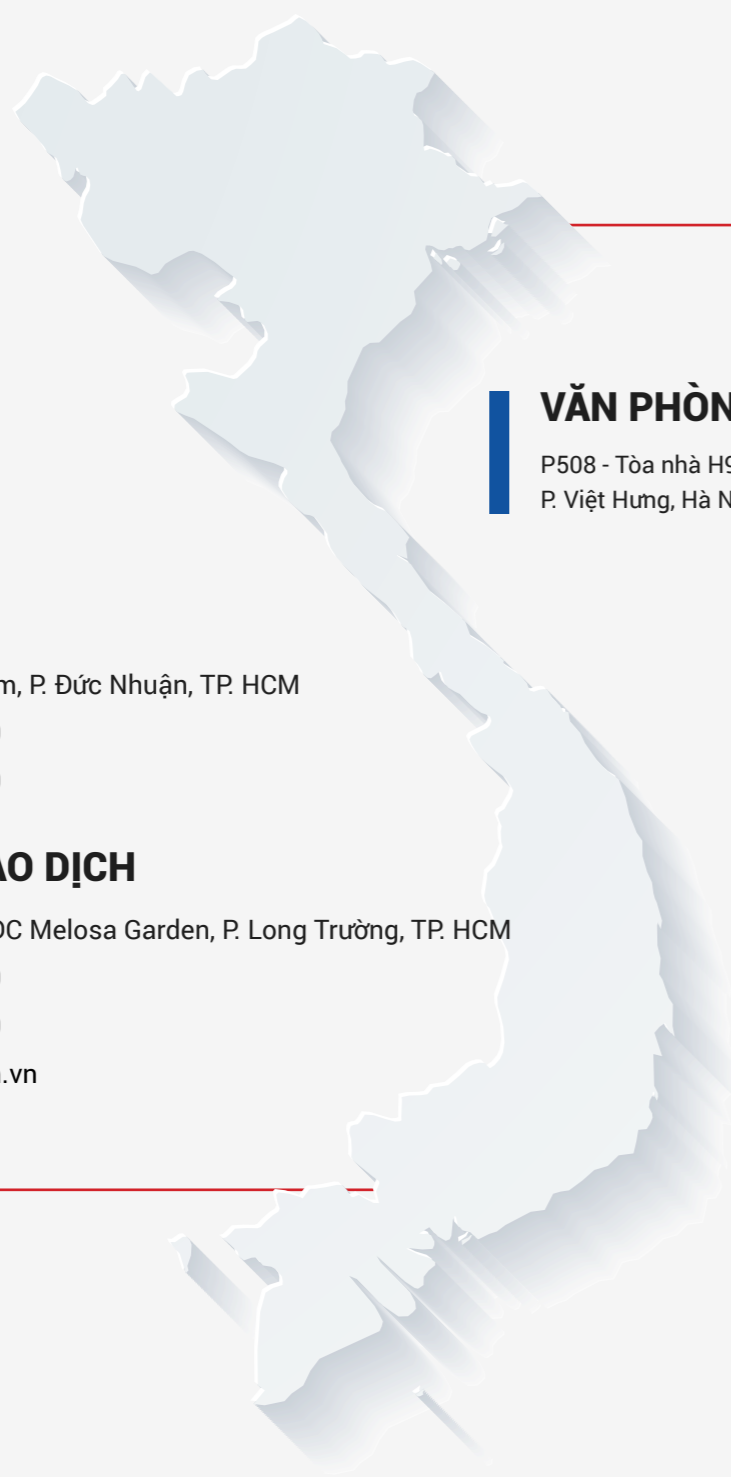 VĂN PHÒN
P508 - Tòa nhà H9
P. Việt Hưng, Hà N
m, P. Đức Nhuận, TP. HCM
AO DỊCH
DC Melosa Garden, P. Long Trường, TP. HCM
.vn